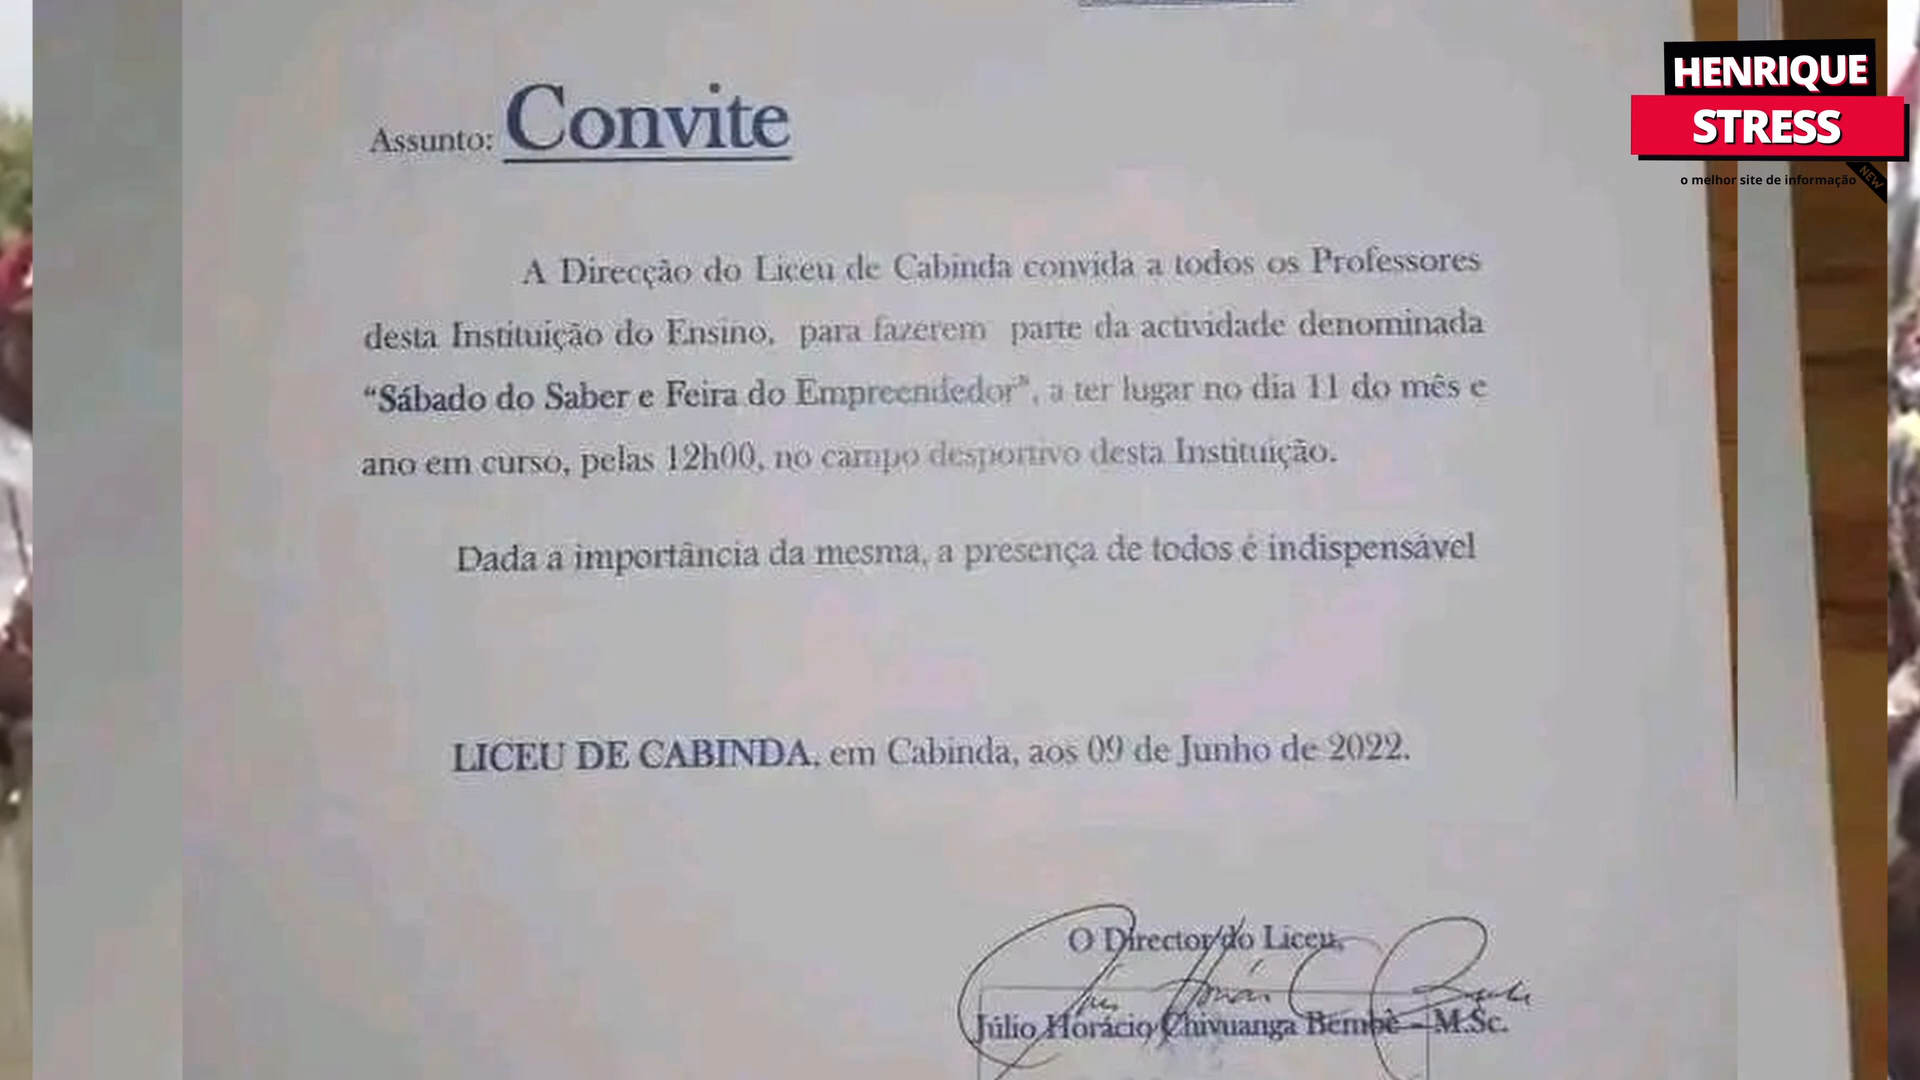 HENRIQUE
STRESS
o melhor site de informação
NEW
Assunto: Convite
A Direcção do Liceu de Cabinda convida a todos os Professores
desta Instituição do Ensino, para fazerem parte da actividade denominada
“Sábado do Saber e Feira do Empreendedor”, a ter lugar no dia 11 do mês e
ano em curso, pelas 12h00, no campo desportivo desta Instituição.
Dada a importância da mesma, a presença de todos é indispensável
LICEU DE CABINDA, em Cabinda, aos 09 de Junho de 2022.
O Director do Liceu,
Júlio Horácio Chivuanga Bembe – M.Sc.